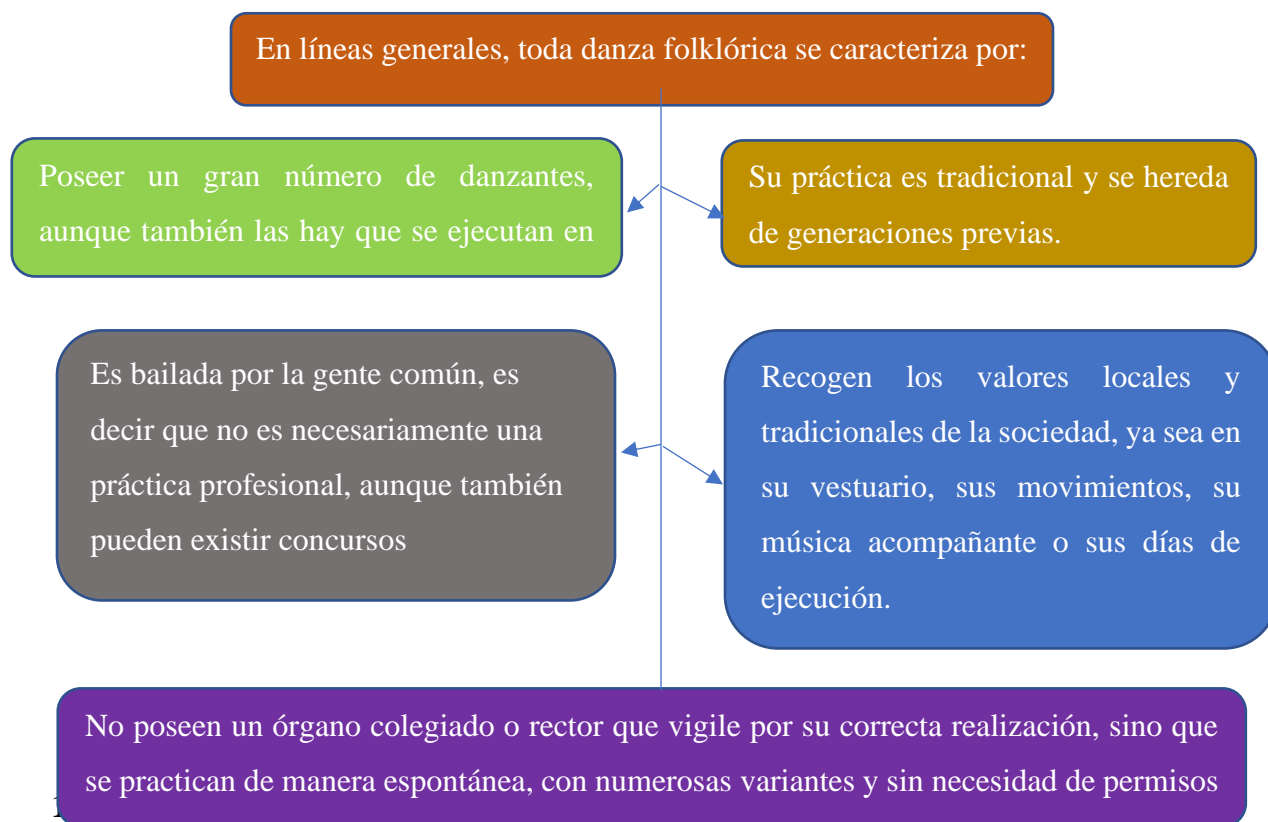 En líneas generales, toda danza folklórica se caracteriza por:
Poseer un gran número de danzantes,
aunque también las hay que se ejecutan en
Su práctica es tradicional y se hereda
de generaciones previas.
Es bailada por la gente común, es
decir que no es necesariamente una
práctica profesional, aunque también
pueden existir concursos
Recogen los valores locales y
tradicionales de la sociedad, ya sea en
su vestuario, sus movimientos, su
música acompañante o sus días de
ejecución.
No poseen un órgano colegiado o rector que vigile por su correcta realización, sino que
se practican de manera espontánea, con numerosas variantes y sin necesidad de permisos